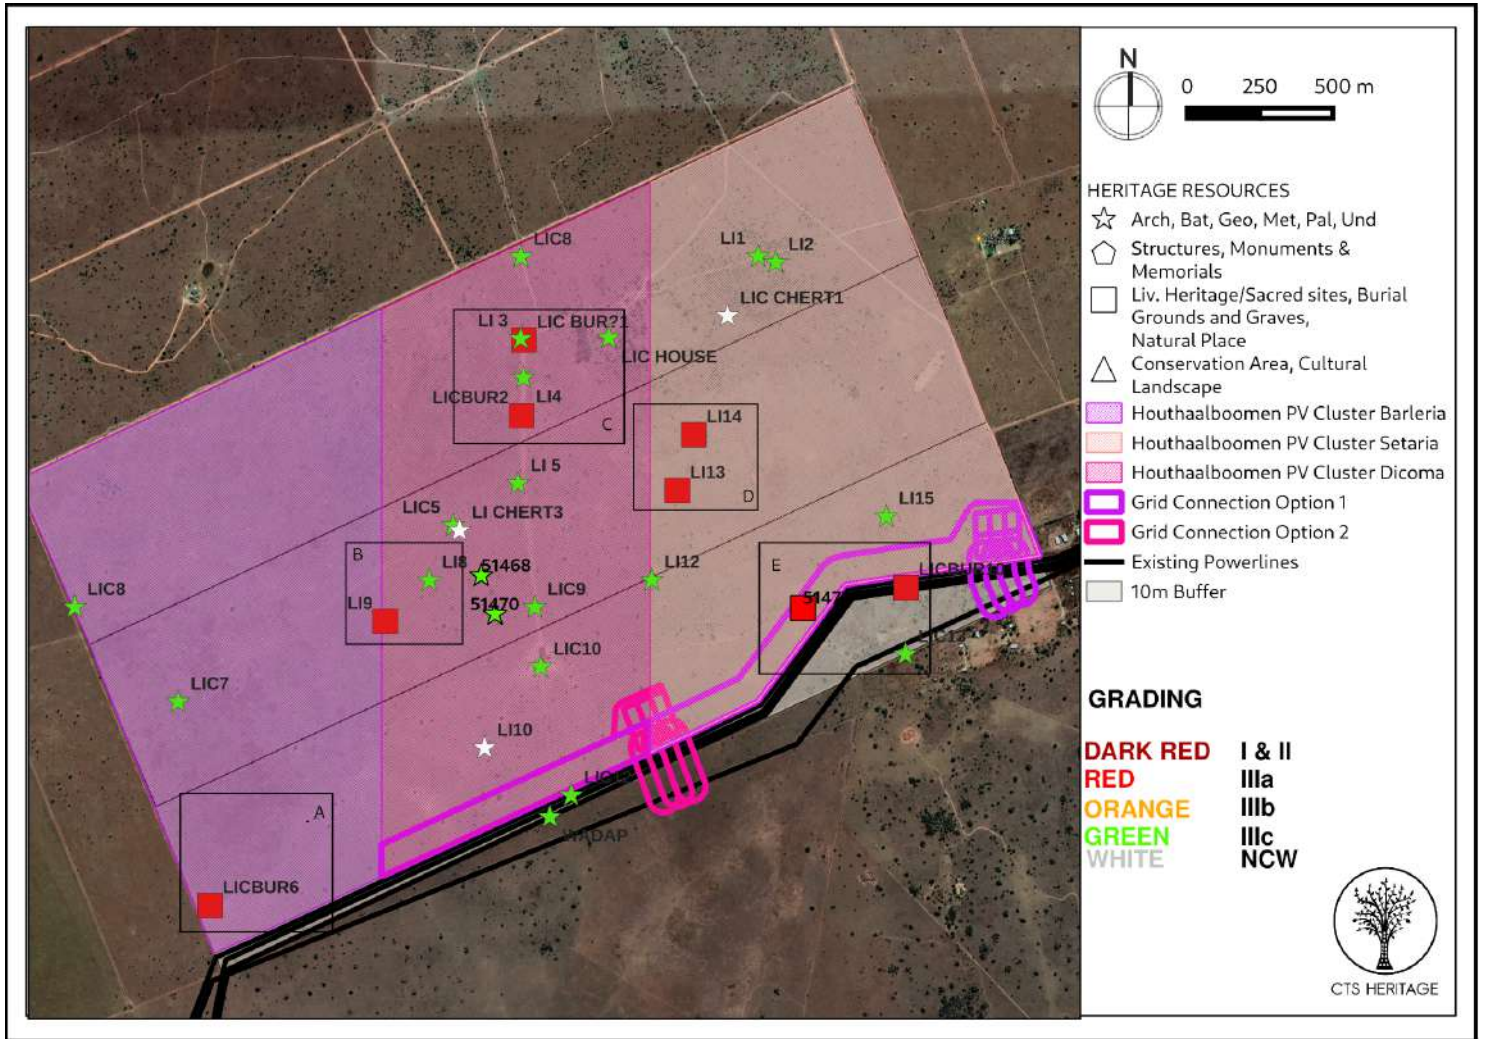 N
0 250 500 m
HERITAGE RESOURCES
Arch, Bat, Geo, Met, Pal, Und
Structures, Monuments &
Memorials
Liv. Heritage/Sacred sites, Burial
Grounds and Graves,
Natural Place
Conservation Area, Cultural
Landscape
Houthaalboomen PV Cluster Barleria
Houthaalboomen PV Cluster Setaria
Houthaalboomen PV Cluster Dicoma
Grid Connection Option 1
Grid Connection Option 2
Existing Powerlines
10m Buffer
GRADING
DARK RED I & II
RED IIIa
ORANGE IIIb
GREEN IIIc
WHITE NCW
CTS HERITAGE
LIC8
LI1
LI2
LIC CHERT1
LI 3
LIC BUR?1
LIC HOUSE
LICBUR2
LI4
C
LI14
LI13
D
LI 5
LIC5
LI CHERT3
LI15
B
LI8
51468
LI12
E
LIC8
LI9
51470
LIC9
LIC10
LIC7
LI10
A
LICBUR6